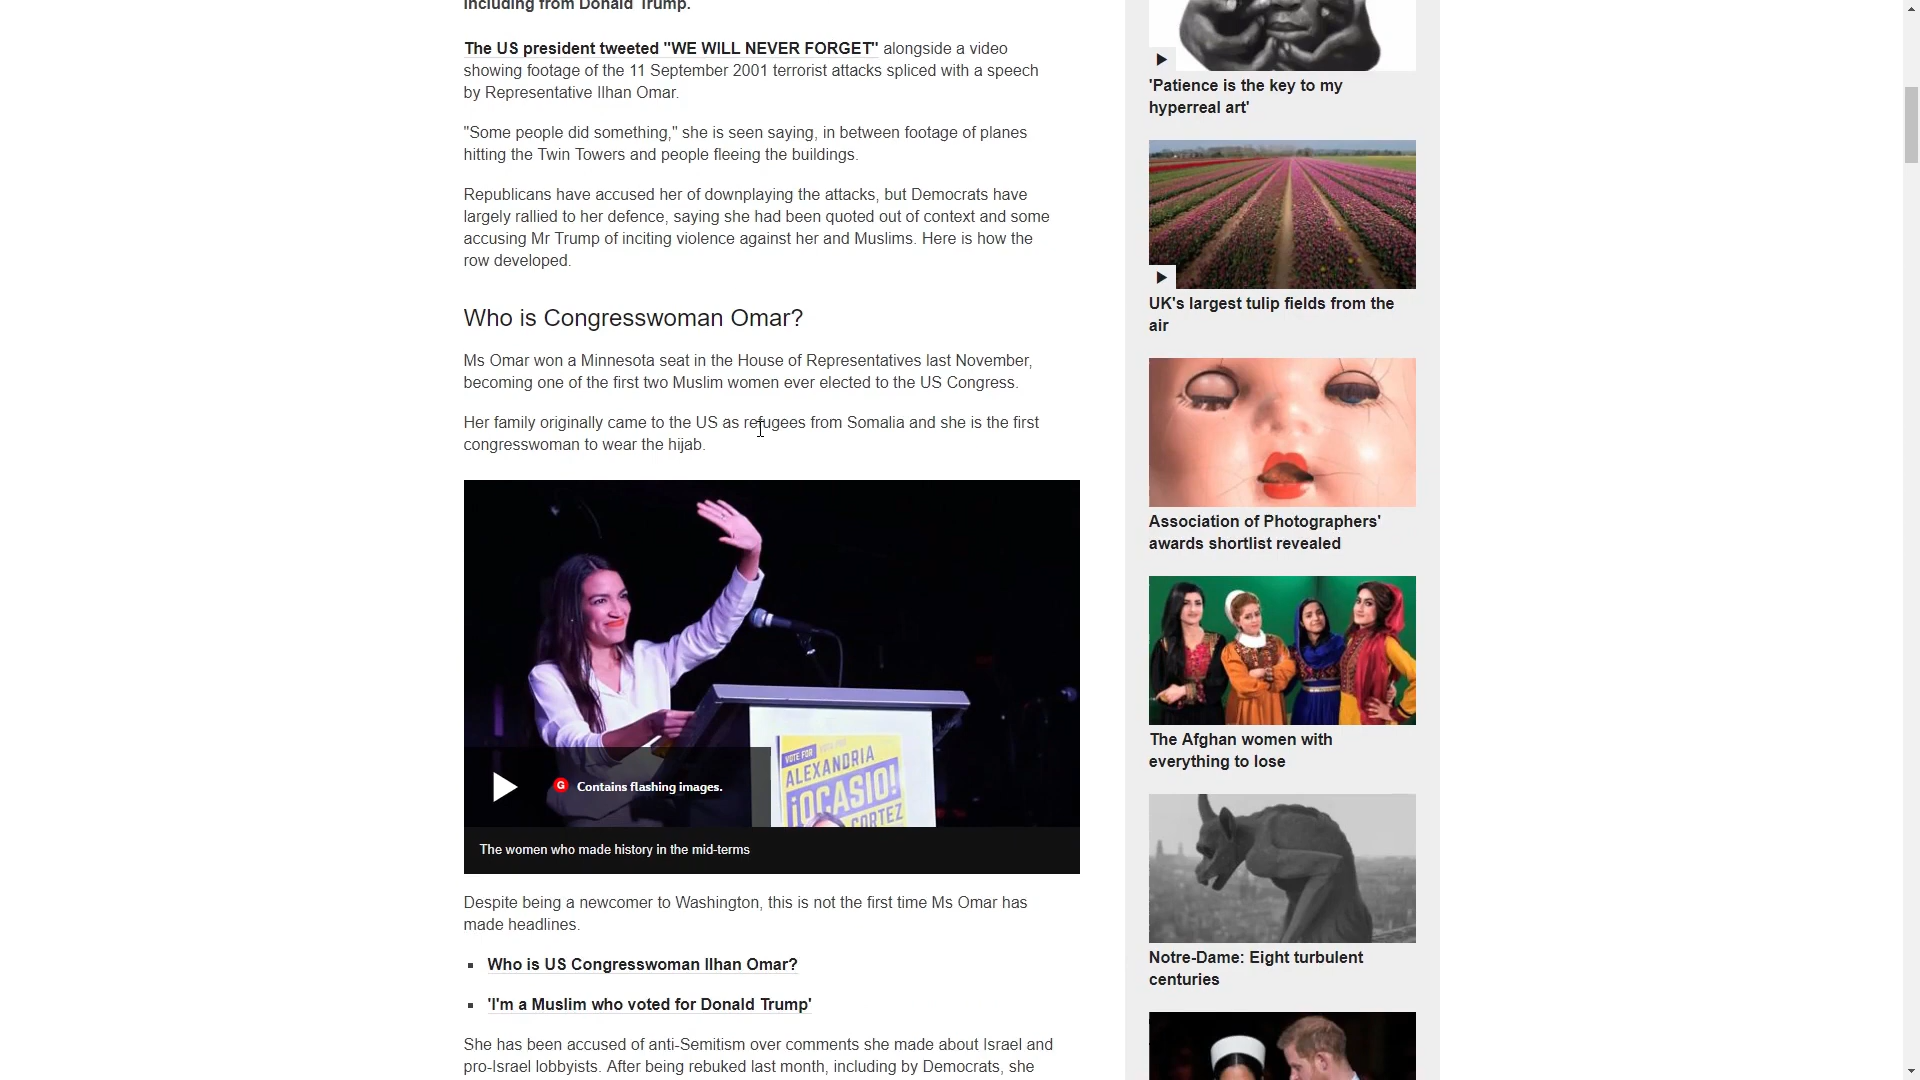 including from Donald Trump.
The US president tweeted "WE WILL NEVER FORGET" alongside a video
showing footage of the 11 September 2001 terrorist attacks spliced with a speech
by Representative Ilhan Omar.
"Some people did something," she is seen saying, in between footage of planes
hitting the Twin Towers and people fleeing the buildings.
Republicans have accused her of downplaying the attacks, but Democrats have
largely rallied to her defence, saying she had been quoted out of context and some
accusing Mr Trump of inciting violence against her and Muslims. Here is how the
row developed.
Who is Congresswoman Omar?
Ms Omar won a Minnesota seat in the House of Representatives last November,
becoming one of the first two Muslim women ever elected to the US Congress.
Her family originally came to the US as refugees from Somalia and she is the first
congresswoman to wear the hijab.
VOTE FOR
ALEXANDRIA
¡OCASIO!
CORTEZ
G Contains flashing images.
The women who made history in the mid-terms
Despite being a newcomer to Washington, this is not the first time Ms Omar has
made headlines.
Who is US Congresswoman Ilhan Omar?
'I'm a Muslim who voted for Donald Trump'
She has been accused of anti-Semitism over comments she made about Israel and
pro-Israel lobbyists. After being rebuked last month, including by Democrats, she
'Patience is the key to my
hyperreal art'
UK's largest tulip fields from the
air
Association of Photographers'
awards shortlist revealed
The Afghan women with
everything to lose
Notre-Dame: Eight turbulent
centuries